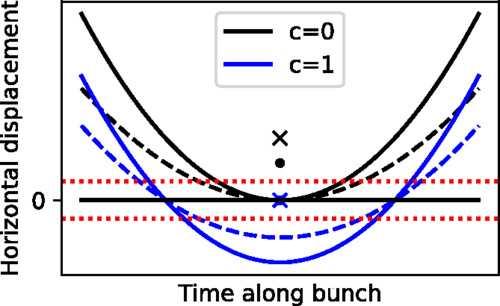 Horizontal displacement
c=0
c=1
0
Time along bunch